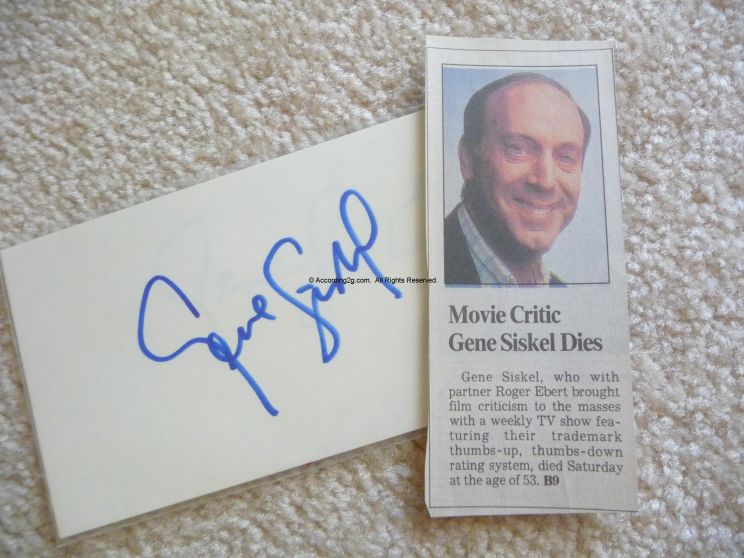 Gene Siskel
© According2g.com.  All Rights Reserved.
Movie Critic
Gene Siskel Dies
Gene Siskel, who with
partner Roger Ebert brought
film criticism to the masses
with a weekly TV show fea-
turing their trademark
thumbs-up, thumbs-down
rating system, died Saturday
at the age of 53. B9